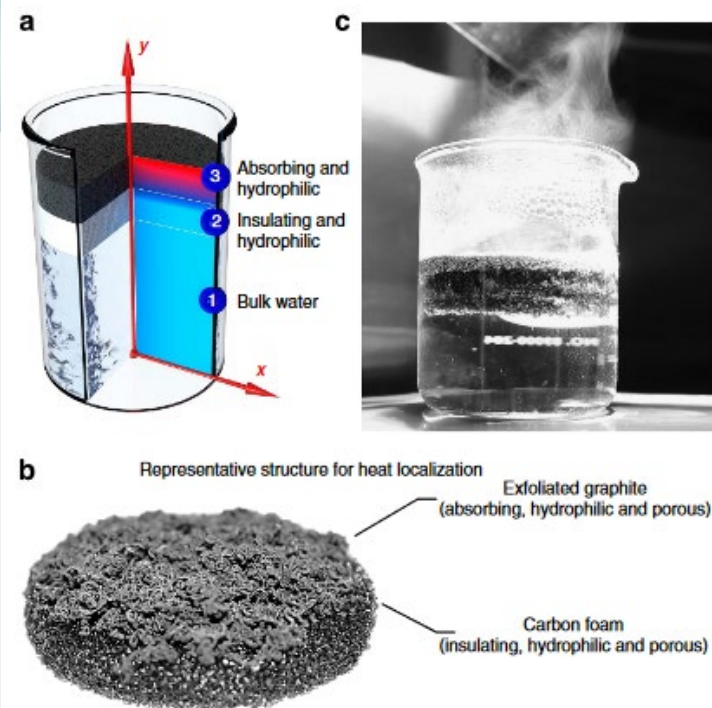 a
y
c
3
Absorbing and
hydrophilic
2
Insulating and
hydrophilic
1
Bulk water
x
b
Representative structure for heat localization
Exfoliated graphite
(absorbing, hydrophilic and porous)
Carbon foam
(insulating, hydrophilic and porous)